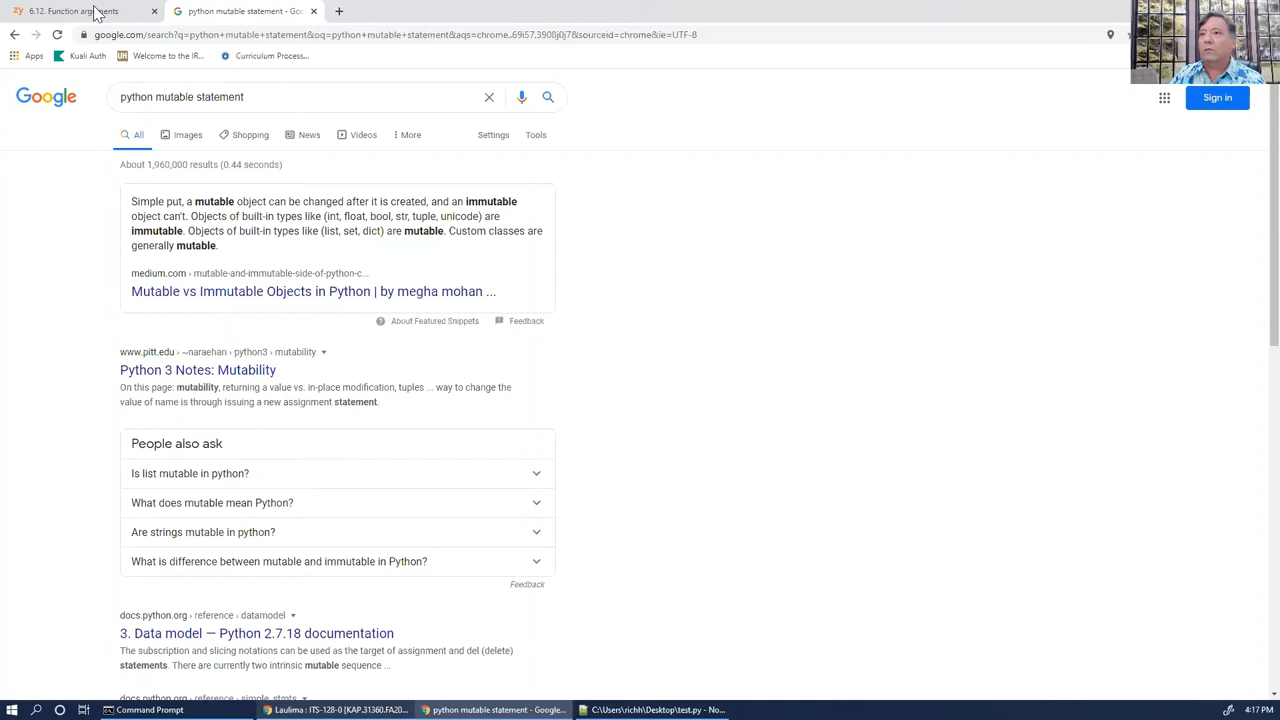 zy 6.12. Function arguments
python mutable statement - Goo
google.com/search?q=python+mutable+statement&oq=python+mutable+statement&aqs=chrome..69i57.3908j0j7&sourceid=chrome&ie=UTF-8
Apps Kuali Auth UH Welcome to the IR... Curriculum Process...
Google python mutable statement Sign in
All Images Shopping News Videos More Settings Tools
About 1,960,000 results (0.44 seconds)
Simple put, a mutable object can be changed after it is created, and an immutable
object can't. Objects of built-in types like (int, float, bool, str, tuple, unicode) are
immutable. Objects of built-in types like (list, set, dict) are mutable. Custom classes are
generally mutable.
medium.com › mutable-and-immutable-side-of-python-c...
Mutable vs Immutable Objects in Python | by megha mohan ...
About Featured Snippets Feedback
www.pitt.edu › ~naraehan › python3 › mutability
Python 3 Notes: Mutability
On this page: mutability, returning a value vs. in-place modification, tuples ... way to change the
value of name is through issuing a new assignment statement.
People also ask
Is list mutable in python?
What does mutable mean Python?
Are strings mutable in python?
What is difference between mutable and immutable in Python?
Feedback
docs.python.org › reference › datamodel
3. Data model — Python 2.7.18 documentation
The subscription and slicing notations can be used as the target of assignment and del (delete)
statements. There are currently two intrinsic mutable sequence ...
docs.python.org › reference › simple_stmts
Command Prompt Laulima : ITS-128-0 [KAP.31360.FA20... python mutable statement - Google... C:\Users\richh\Desktop\test.py - No... 4:17 PM